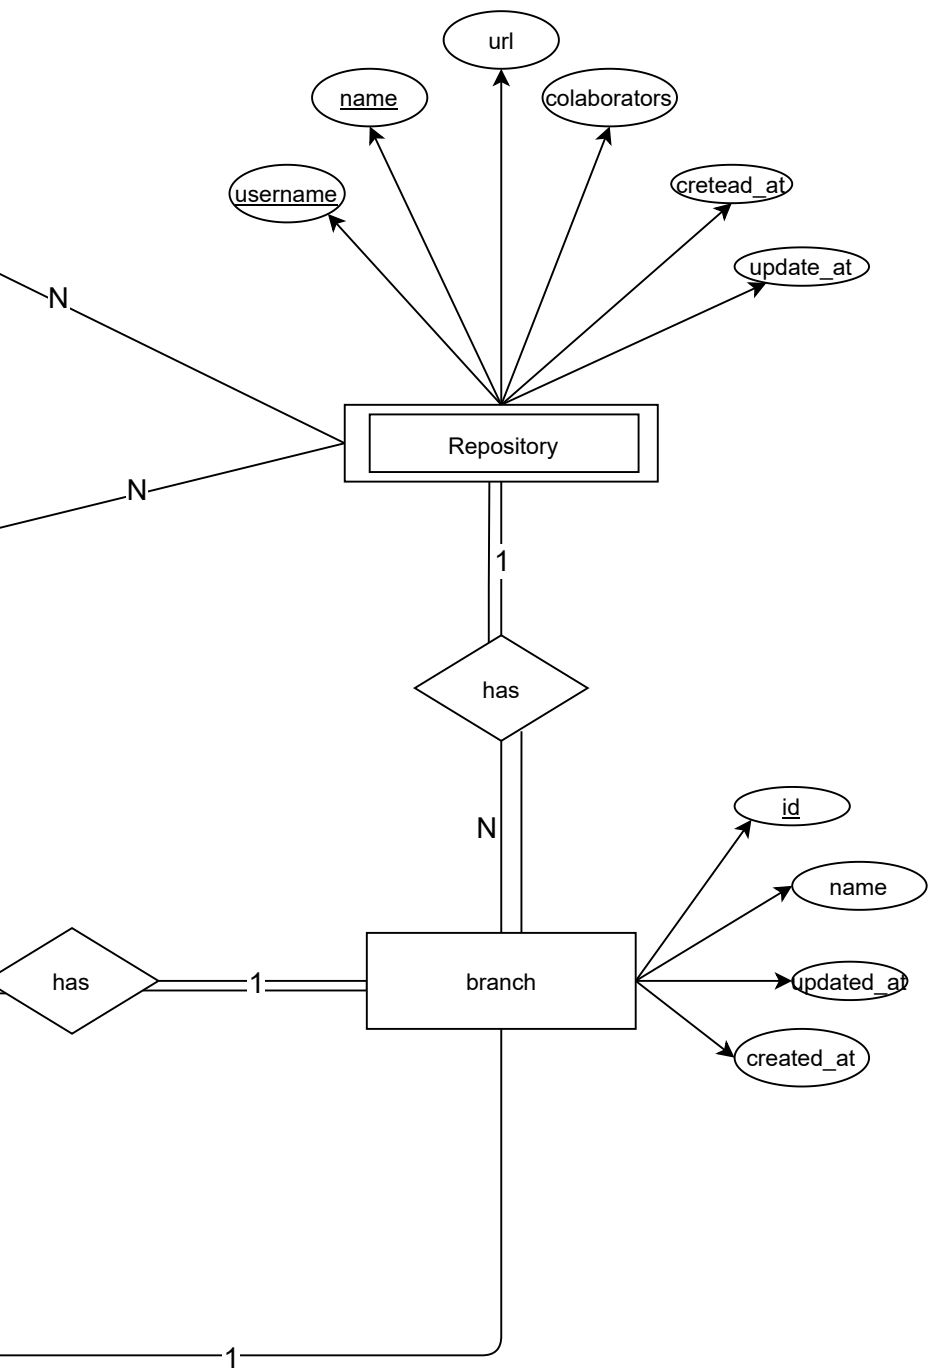 url
name
colaborators
username
cretead_at
update_at
N
Repository
N
1
has
id
N
name
has
1
branch
updated_at
created_at
1